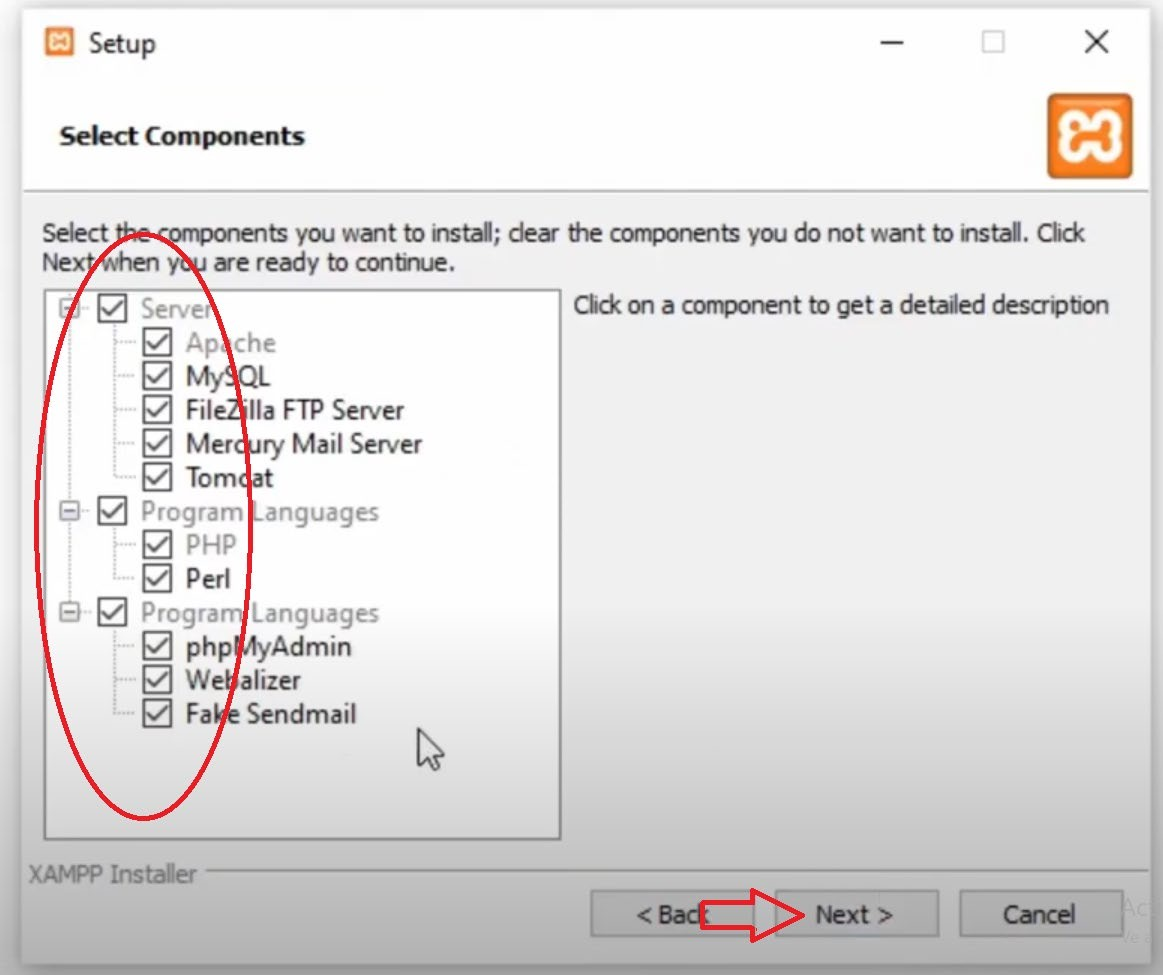 Setup
Select Components
Select the components you want to install; clear the components you do not want to install. Click
Next when you are ready to continue.
Server
Apache
MySQL
FileZilla FTP Server
Mercury Mail Server
Tomcat
Program Languages
PHP
Perl
Program Languages
phpMyAdmin
Webalizer
Fake Sendmail
Click on a component to get a detailed description
XAMPP Installer
< Back
Next >
Cancel